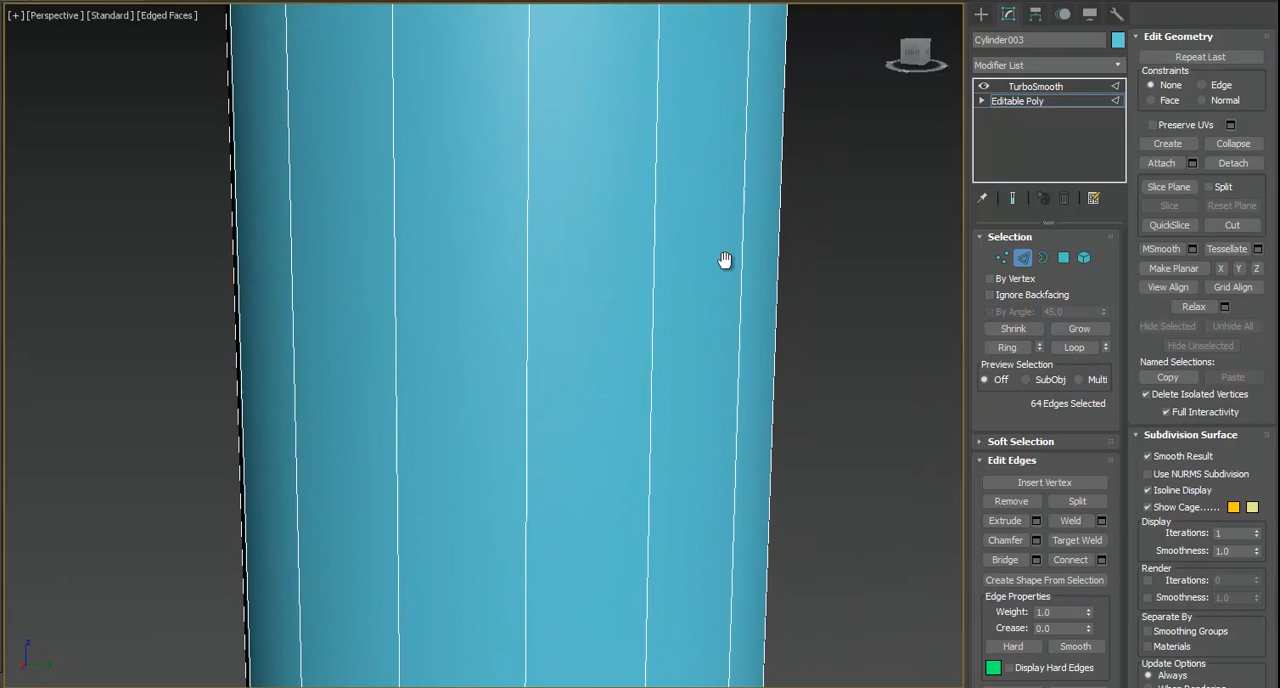 [+] [Perspective] [Standard] [Edged Faces]
Cylinder003
Modifier List
TurboSmooth
Editable Poly
Selection
By Vertex
Ignore Backfacing
By Angle: 45.0
Shrink Grow
Ring Loop
Preview Selection
Off SubObj Multi
64 Edges Selected
Soft Selection
Edit Edges
Insert Vertex
Remove Split
Extrude Weld
Chamfer Target Weld
Bridge Connect
Create Shape From Selection
Edge Properties
Weight: 1.0
Crease: 0.0
Hard Smooth
Display Hard Edges
Edit Geometry
Repeat Last
Constraints
None Edge
Face Normal
Preserve UVs
Create Collapse
Attach Detach
Slice Plane Split
Slice Reset Plane
QuickSlice Cut
MSmooth Tessellate
Make Planar X Y Z
View Align Grid Align
Relax
Hide Selected Unhide All
Hide Unselected
Named Selections:
Copy Paste
Delete Isolated Vertices
Full Interactivity
Subdivision Surface
Smooth Result
Use NURMS Subdivision
Isoline Display
Show Cage......
Display
Iterations: 1
Smoothness: 1.0
Render
Iterations: 0
Smoothness: 1.0
Separate By
Smoothing Groups
Materials
Update Options
Always
When Rendering
z
y